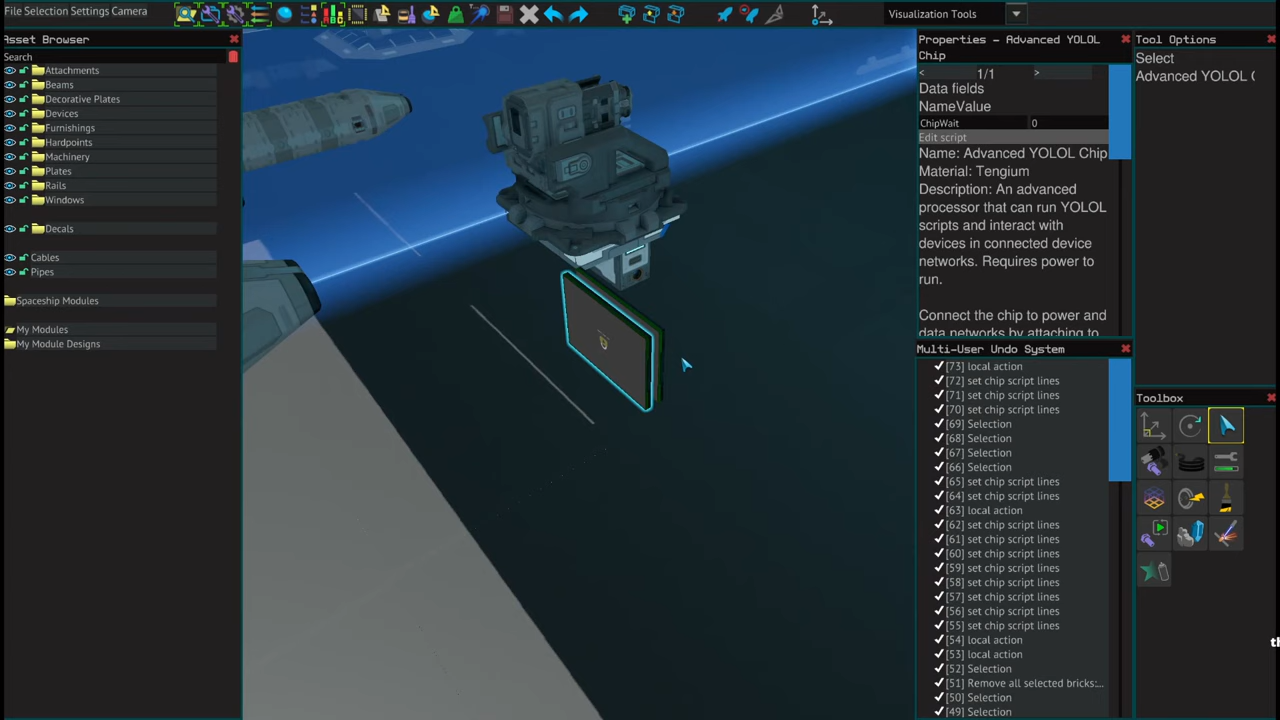 File Selection Settings Camera
Visualization Tools
Asset Browser
Search
Attachments
Beams
Decorative Plates
Devices
Furnishings
Hardpoints
Machinery
Plates
Rails
Windows
Decals
Cables
Pipes
Spaceship Modules
My Modules
My Module Designs
Properties - Advanced YOLOL
Chip
< 1/1 >
Data fields
NameValue
ChipWait 0
Edit script
Name: Advanced YOLOL Chip
Material: Tengium
Description: An advanced
processor that can run YOLOL
scripts and interact with
devices in connected device
networks. Requires power to
run.
Connect the chip to power and
data networks by attaching to
Multi-User Undo System
[73] local action
[72] set chip script lines
[71] set chip script lines
[70] set chip script lines
[69] Selection
[68] Selection
[67] Selection
[66] Selection
[65] set chip script lines
[64] set chip script lines
[63] local action
[62] set chip script lines
[61] set chip script lines
[60] set chip script lines
[59] set chip script lines
[58] set chip script lines
[57] set chip script lines
[56] set chip script lines
[55] set chip script lines
[54] local action
[53] local action
[52] Selection
[51] Remove all selected bricks:...
[50] Selection
[49] Selection
Tool Options
Select
Advanced YOLOL C
Toolbox
th